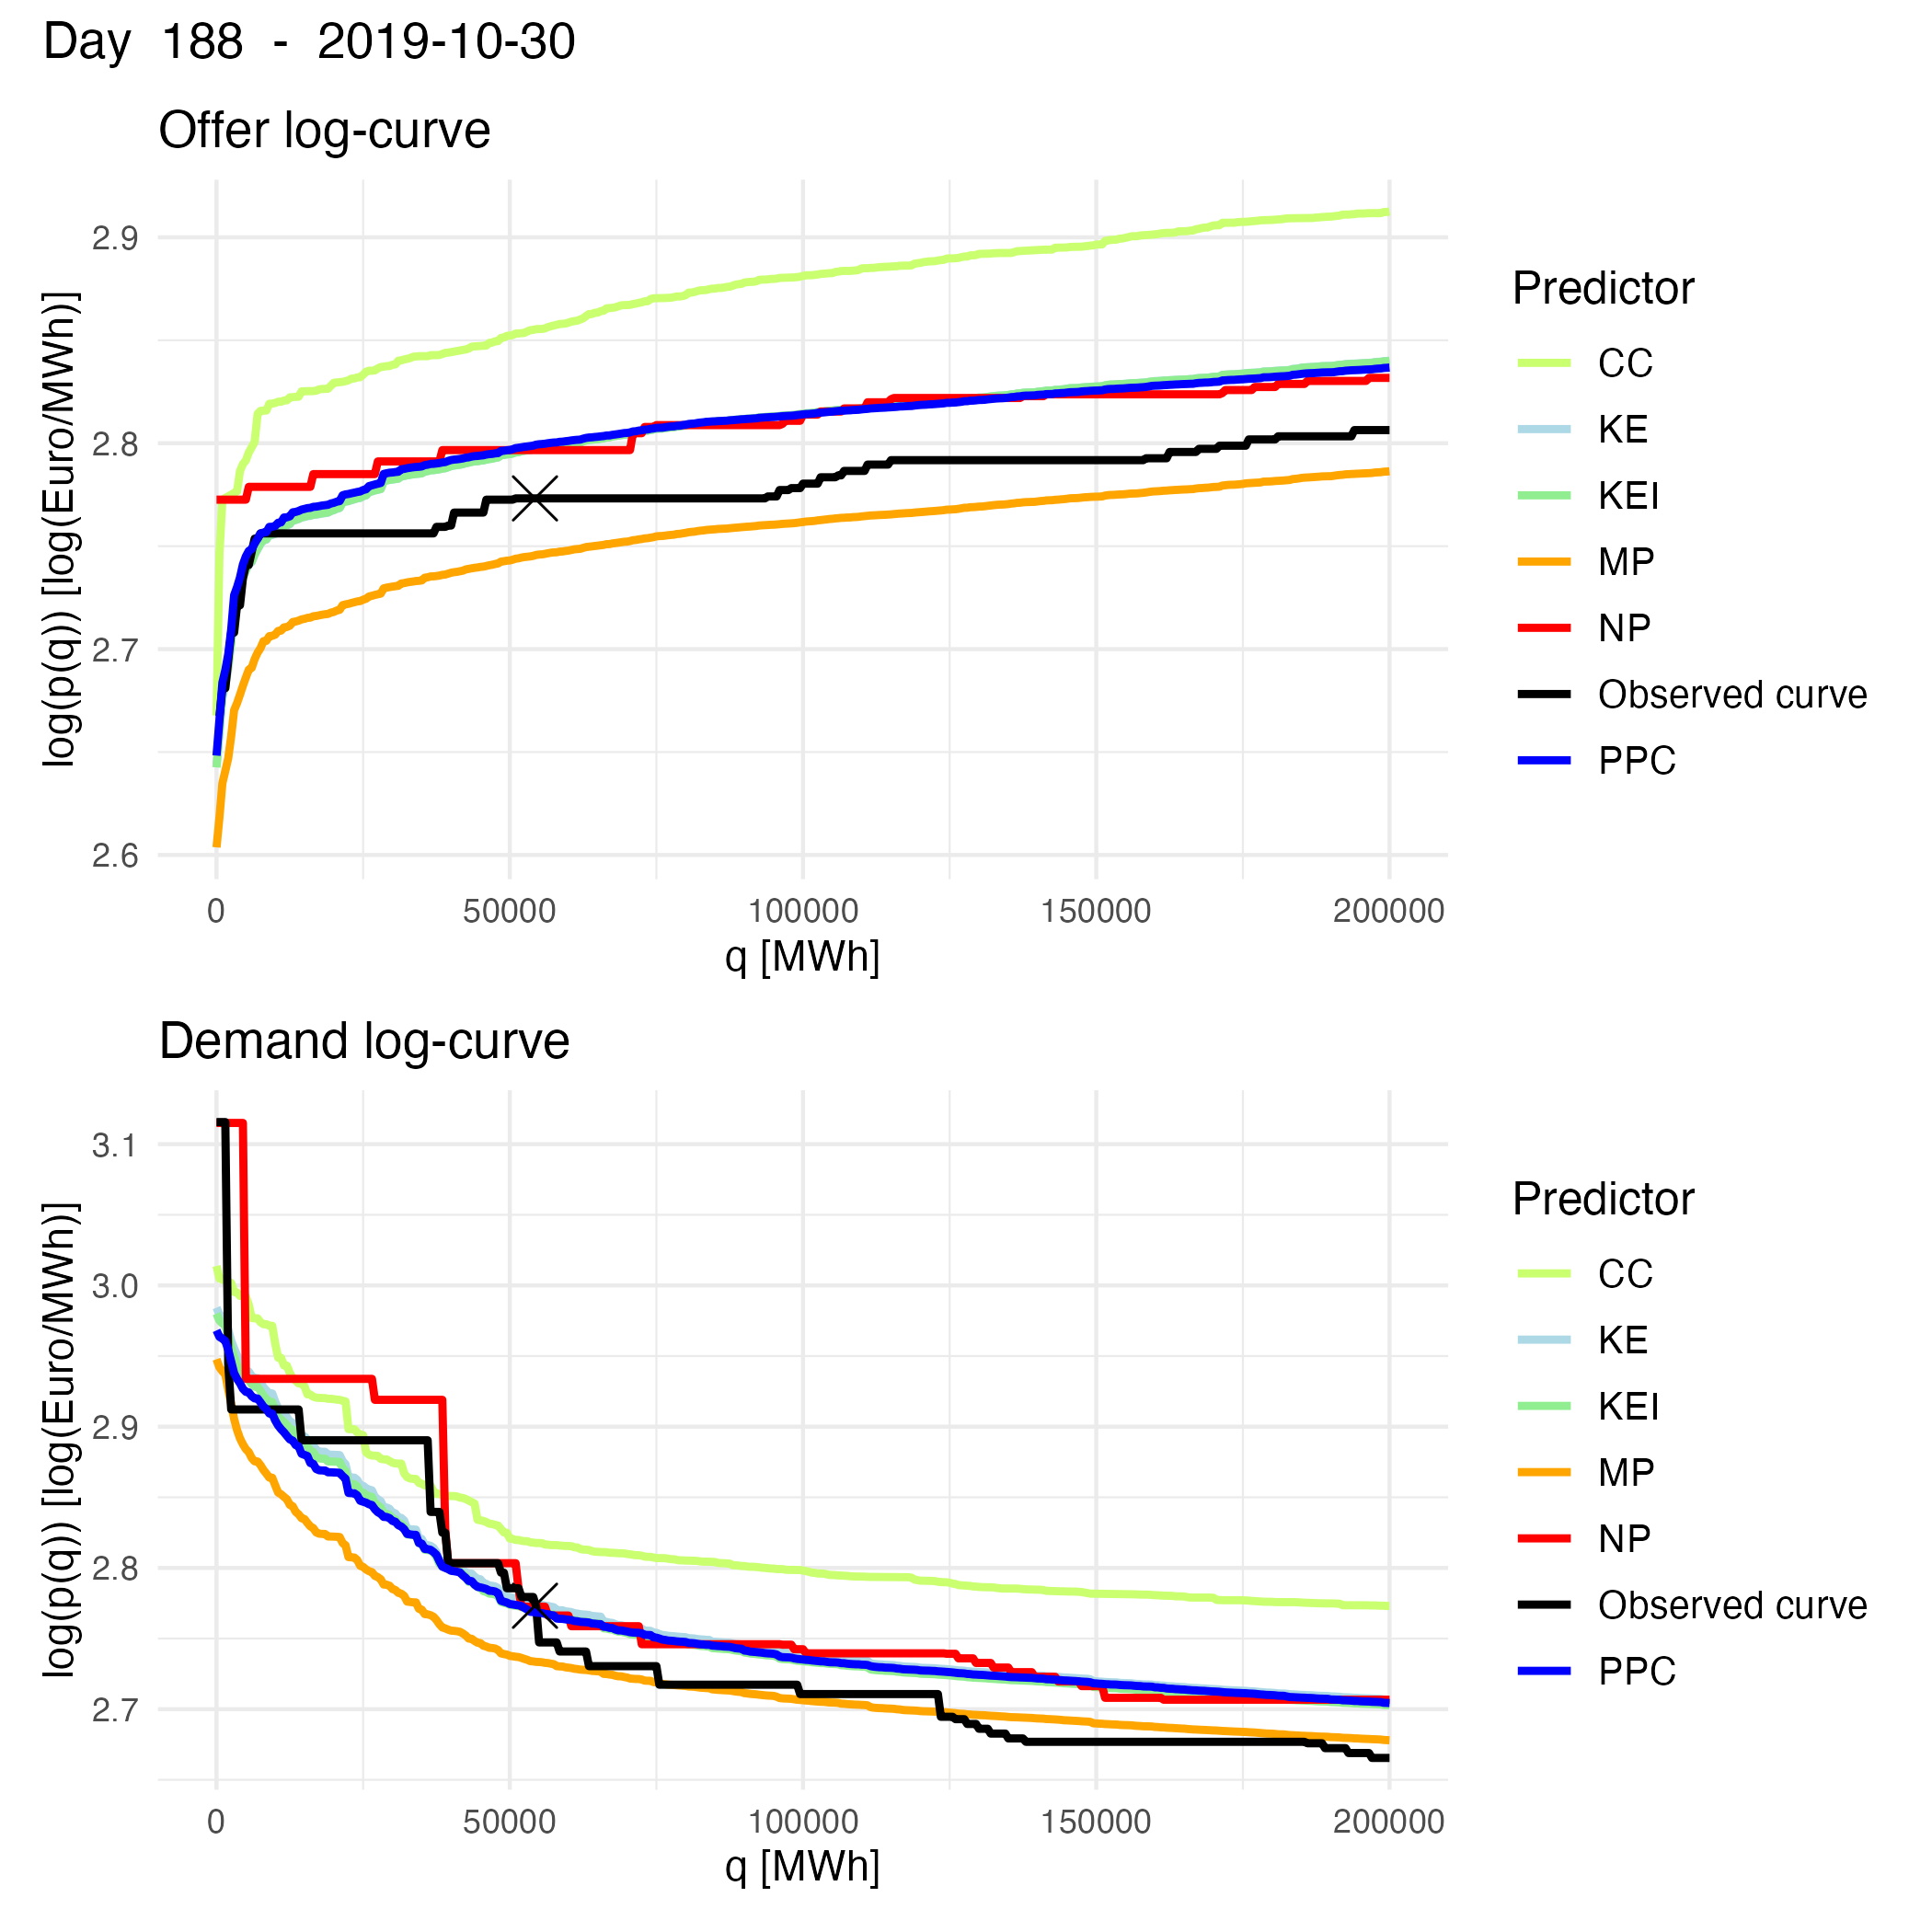 Day 188 - 2019-10-30
Offer log-curve
log(p(q)) [log(Euro/MWh)]
2.9
2.8
2.7
2.6
0 50000 100000 150000 200000
q [MWh]
Predictor
CC
KE
KEI
MP
NP
Observed curve
PPC
Demand log-curve
log(p(q)) [log(Euro/MWh)]
3.1
3.0
2.9
2.8
2.7
0 50000 100000 150000 200000
q [MWh]
Predictor
CC
KE
KEI
MP
NP
Observed curve
PPC